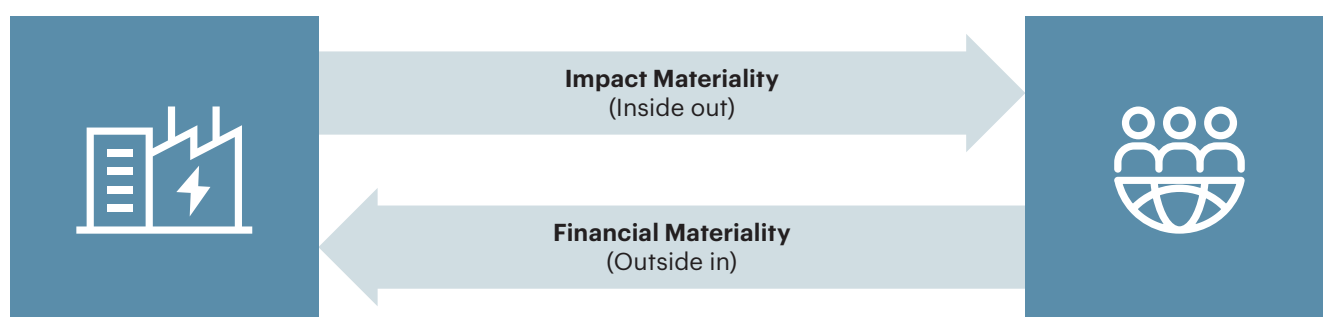 Impact Materiality
(Inside out)
Financial Materiality
(Outside in)